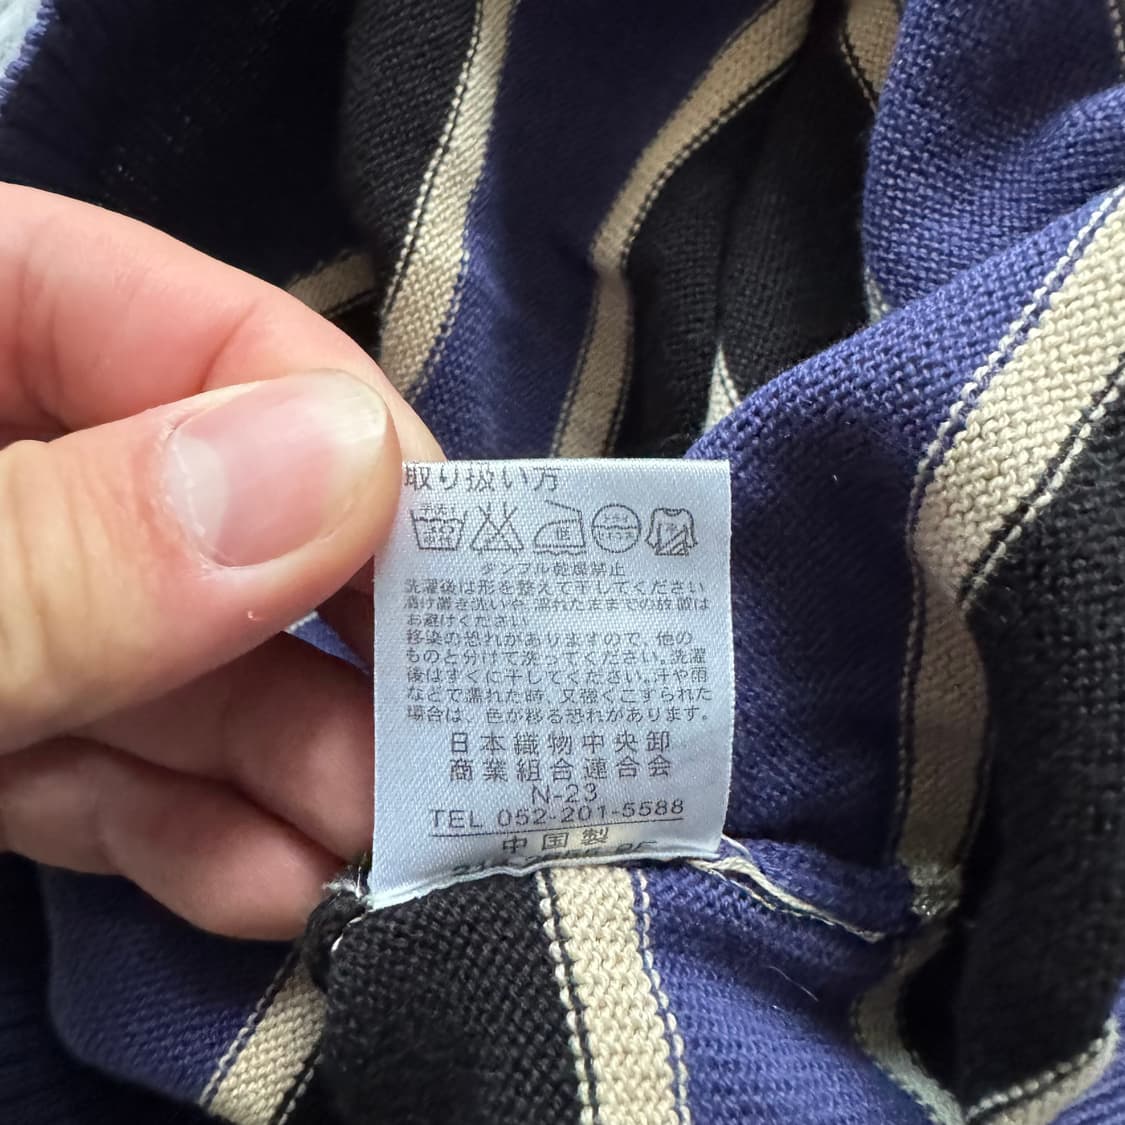 取り扱い方
タンブル乾燥禁止
洗濯後は形を整えて干してください
漬け置き洗いや、濡れたままでの放置は
お避けください
移染の恐れがありますので、他の
ものと分けて洗ってください。洗濯
後はすぐに干してください。汗や雨
などで濡れた時、又強くこすられた
場合は、色が移る恐れがあります。
日本織物中央卸
商業組合連合会
N-23
TEL 052-201-5588
中国製